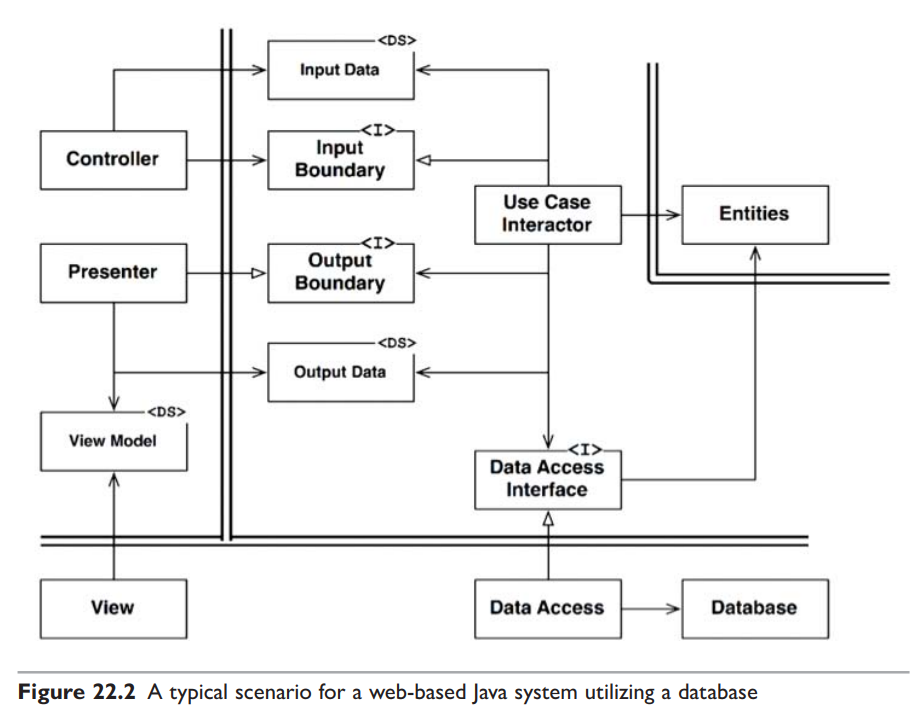 <DS>
Input Data
<I>
Controller
Input
Boundary
Use Case
Interactor
Entities
<I>
Presenter
Output
Boundary
<DS>
Output Data
<DS>
View Model
<I>
Data Access
Interface
View
Data Access
Database
Figure 22.2 A typical scenario for a web-based Java system utilizing a database